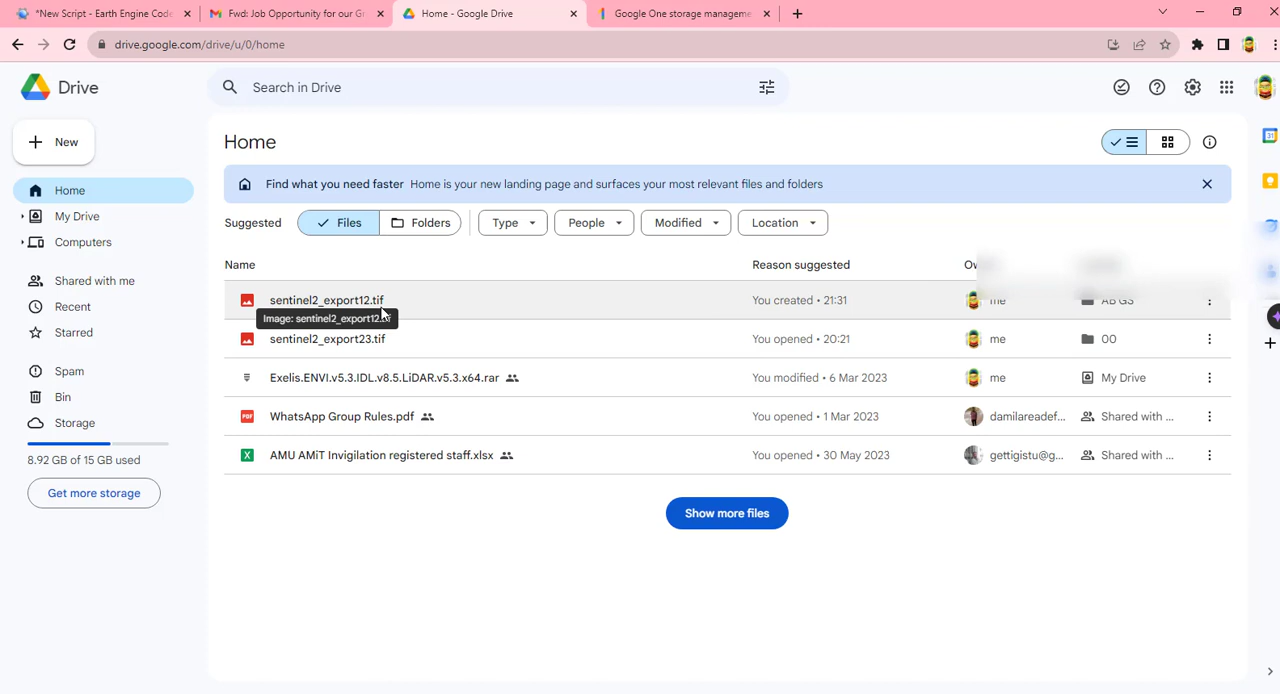 *New Script - Earth Engine Code
Fwd: Job Opportunity for our G
Home - Google Drive
Google One storage manageme
drive.google.com/drive/u/0/home
Drive
Search in Drive
New
Home
My Drive
Computers
Shared with me
Recent
Starred
Spam
Bin
Storage
8.92 GB of 15 GB used
Get more storage
Home
Find what you need faster Home is your new landing page and surfaces your most relevant files and folders
Suggested Files Folders Type People Modified Location
Name Reason suggested
sentinel2_export12.tif You created • 21:31 me AB GS
Image: sentinel2_export12.
sentinel2_export23.tif You opened • 20:21 me 00
Exelis.ENVI.v5.3.IDL.v8.5.LiDAR.v5.3.x64.rar You modified • 6 Mar 2023 me My Drive
PDF WhatsApp Group Rules.pdf You opened • 1 Mar 2023 damilareadef... Shared with ...
AMU AMiT Invigilation registered staff.xlsx You opened • 30 May 2023 gettigistu@g... Shared with ...
Show more files